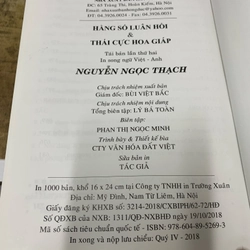 ĐC: 65 Tràng Thi, Hoàn Kiếm, Hà Nội
ĐT: 04.3926.0024 Fax: 04.3926.0031
HẰNG SỐ LUÂN HỒI
&
THÁI CỰC HOA GIÁP
Tái bản lần thứ hai
In song ngữ Việt - Anh
NGUYỄN NGỌC THẠCH
Chịu trách nhiệm xuất bản
Giám đốc: BÙI VIỆT BẮC
Chịu trách nhiệm nội dung
Tổng biên tập: LÝ BÁ TOÀN
Biên tập:
PHAN THỊ NGỌC MINH
Trình bày & Thiết kế bìa
CTY VĂN HÓA ĐẤT VIỆT
Sửa bản in
TÁC GIẢ
In 1000 bản, khổ 16 x 24 cm tại Công ty TNHH in Trường Xuân
Địa chỉ: Mỹ Đình, Nam Từ Liêm, Hà Nội
Giấy đăng ký KHXB số: 3214-2018/CXBIPH/62-72/HĐ
Số QĐXB của NXB: 1311/QĐ-NXBHĐ ngày 19/10/2018
Mã số sách tiêu chuẩn quốc tế - ISBN: 978-604-89-5269-3
In xong và nộp lưu chiểu: Quý IV - 2018